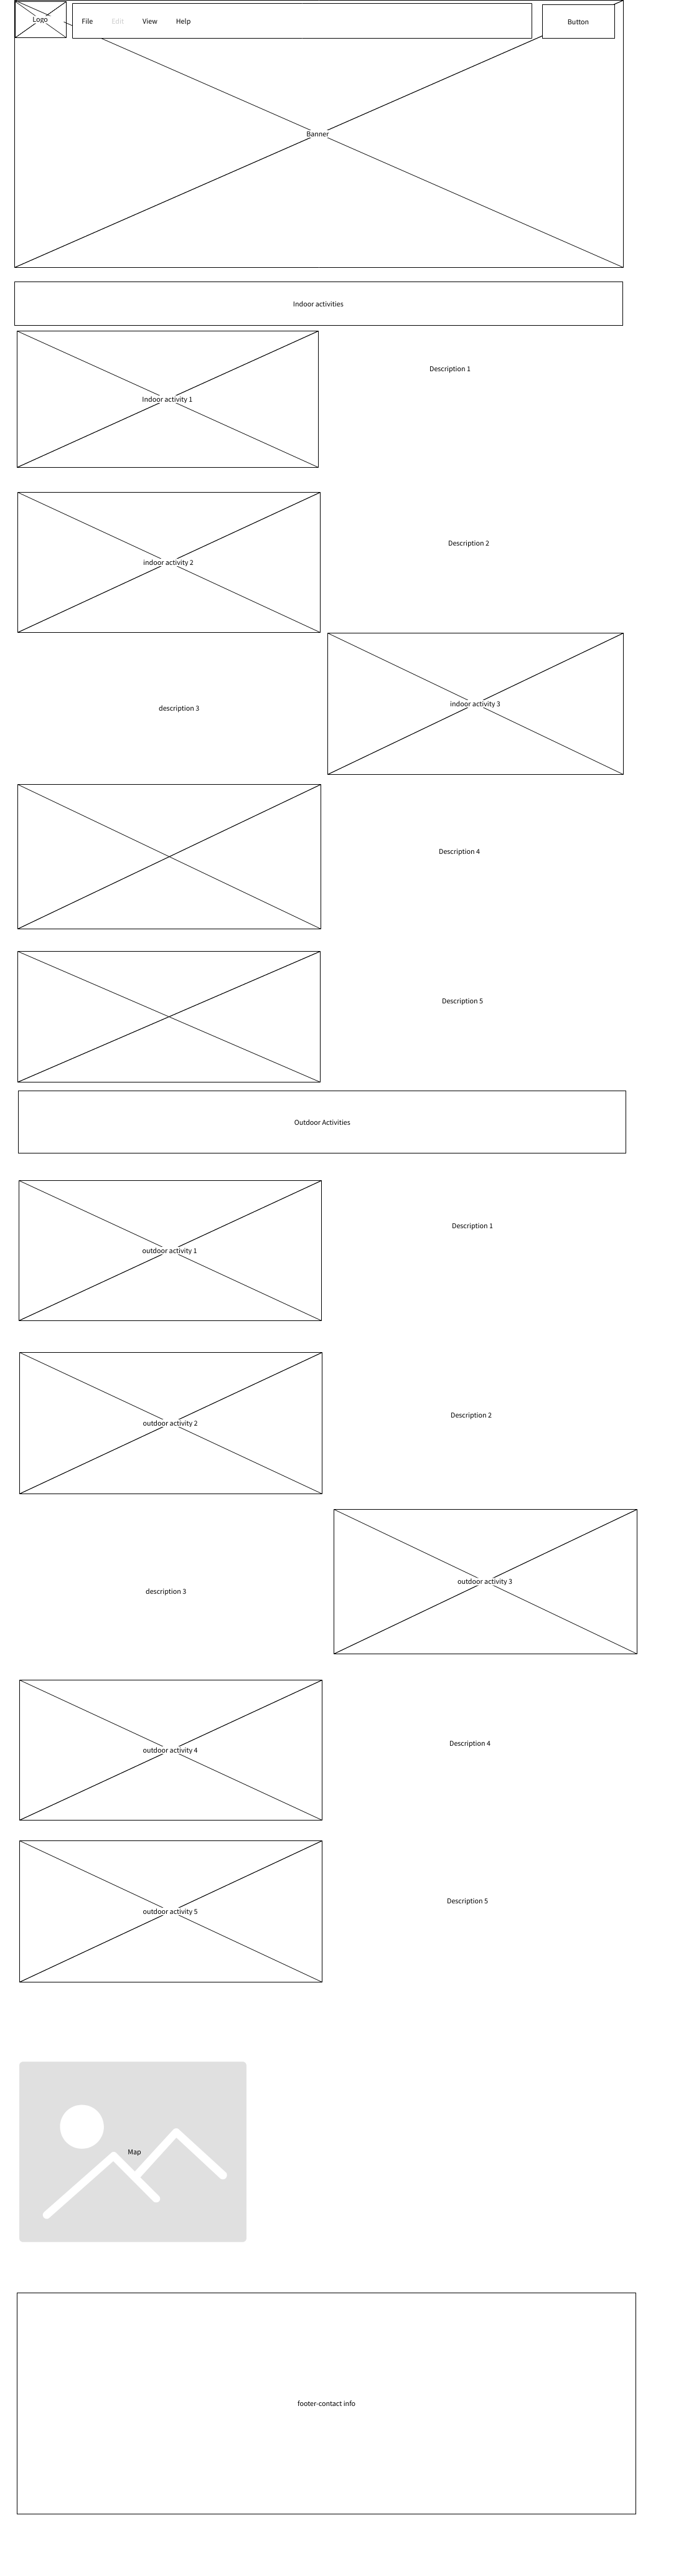 Logo
File Edit View Help
Button
Banner
Indoor activities
Description 1
Indoor activity 1
Description 2
indoor activity 2
indoor activity 3
description 3
Description 4
Description 5
Outdoor Activities
Description 1
outdoor activity 1
Description 2
outdoor activity 2
outdoor activity 3
description 3
Description 4
outdoor activity 4
Description 5
outdoor activity 5
Map
footer-contact info